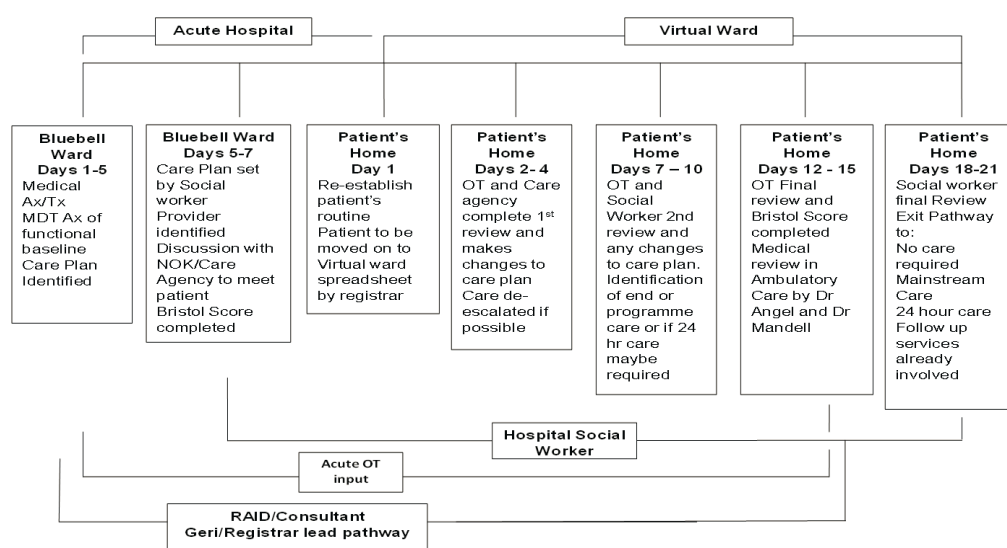 Acute Hospital
Virtual Ward
Bluebell
Ward
Days 1-5
Medical
Ax/Tx
MDT Ax of
functional
baseline
Care Plan
Identified
Bluebell Ward
Days 5-7
Care Plan set
by Social
worker
Provider
identified
Discussion with
NOK/Care
Agency to meet
patient
Bristol Score
completed
Patient's
Home
Day 1
Re-establish
patient's
routine
Patient to be
moved on to
Virtual ward
spreadsheet
by registrar
Patient's
Home
Days 2- 4
OT and Care
agency
complete 1st
review and
makes
changes to
care plan
Care de-
escalated if
possible
Patient's
Home
Days 7 – 10
OT and
Social
Worker 2nd
review and
any changes
to care plan.
Identification
of end or
programme
care or if 24
hr care
maybe
required
Patient's
Home
Days 12 - 15
OT Final
review and
Bristol Score
completed
Medical
review in
Ambulatory
Care by Dr
Angel and Dr
Mandell
Patient's
Home
Days 18-21
Social worker
final Review
Exit Pathway
to:
No care
required
Mainstream
Care
24 hour care
Follow up
services
already
involved
Hospital Social
Worker
Acute OT
input
RAID/Consultant
Geri/Registrar lead pathway